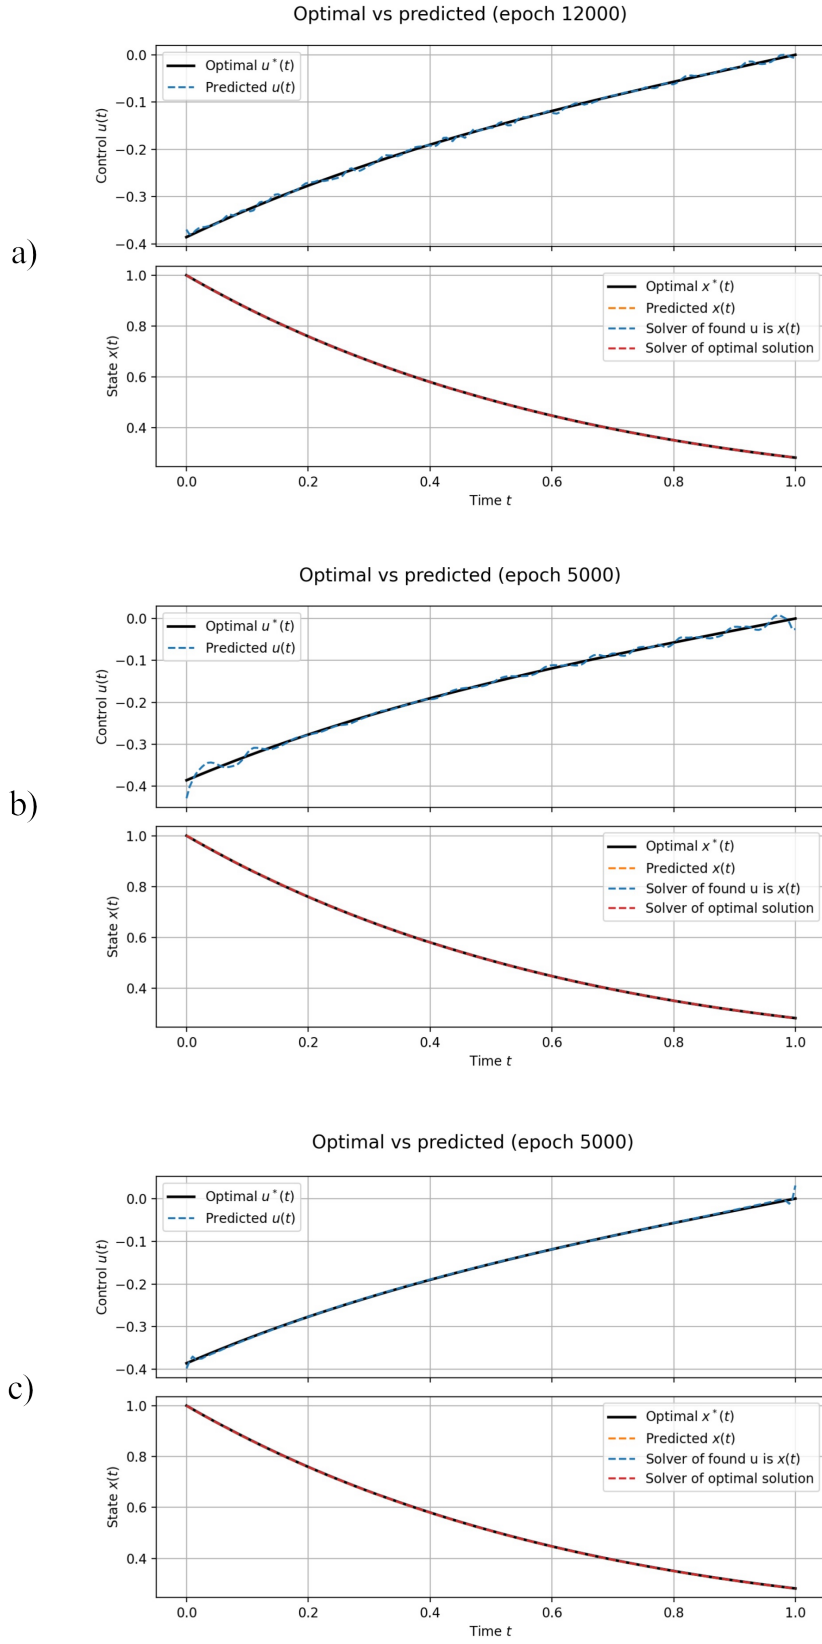 Optimal vs predicted (epoch 12000)
Optimal u*(t)
Predicted u(t)
Control u(t)
0.0
−0.1
−0.2
−0.3
−0.4
a)
Optimal x*(t)
Predicted x(t)
Solver of found u is x(t)
Solver of optimal solution
State x(t)
1.0
0.8
0.6
0.4
0.0 0.2 0.4 0.6 0.8 1.0
Time t
Optimal vs predicted (epoch 5000)
Optimal u*(t)
Predicted u(t)
Control u(t)
0.0
−0.1
−0.2
−0.3
−0.4
b)
Optimal x*(t)
Predicted x(t)
Solver of found u is x(t)
Solver of optimal solution
State x(t)
1.0
0.8
0.6
0.4
0.0 0.2 0.4 0.6 0.8 1.0
Time t
Optimal vs predicted (epoch 5000)
Optimal u*(t)
Predicted u(t)
Control u(t)
0.0
−0.1
−0.2
−0.3
−0.4
c)
Optimal x*(t)
Predicted x(t)
Solver of found u is x(t)
Solver of optimal solution
State x(t)
1.0
0.8
0.6
0.4
0.0 0.2 0.4 0.6 0.8 1.0
Time t